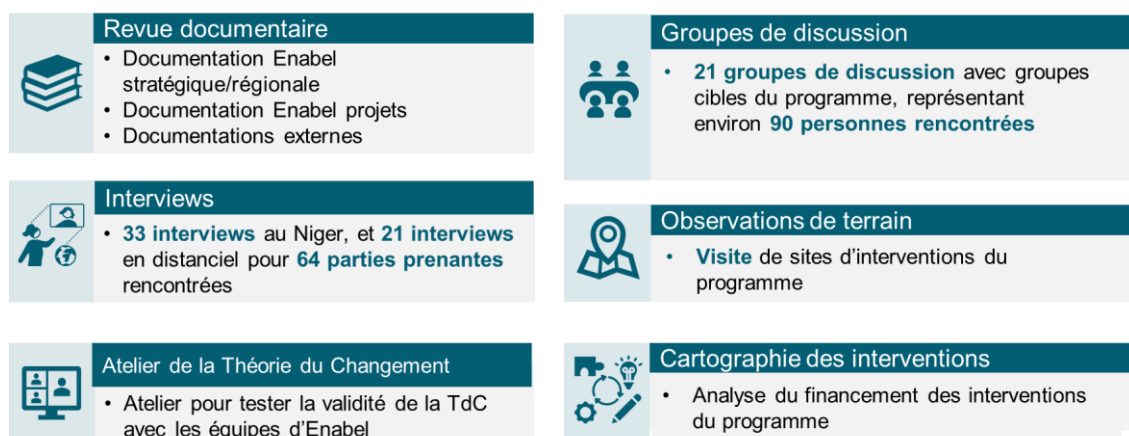 Revue documentaire
• Documentation Enabel
stratégique/régionale
• Documentation Enabel projets
• Documentations externes
Interviews
• 33 interviews au Niger, et 21 interviews
en distanciel pour 64 parties prenantes
rencontrées
Atelier de la Théorie du Changement
• Atelier pour tester la validité de la TdC
avec les équipes d'Enabel
Groupes de discussion
• 21 groupes de discussion avec groupes
cibles du programme, représentant
environ 90 personnes rencontrées
Observations de terrain
• Visite de sites d'interventions du
programme
Cartographie des interventions
• Analyse du financement des interventions
du programme